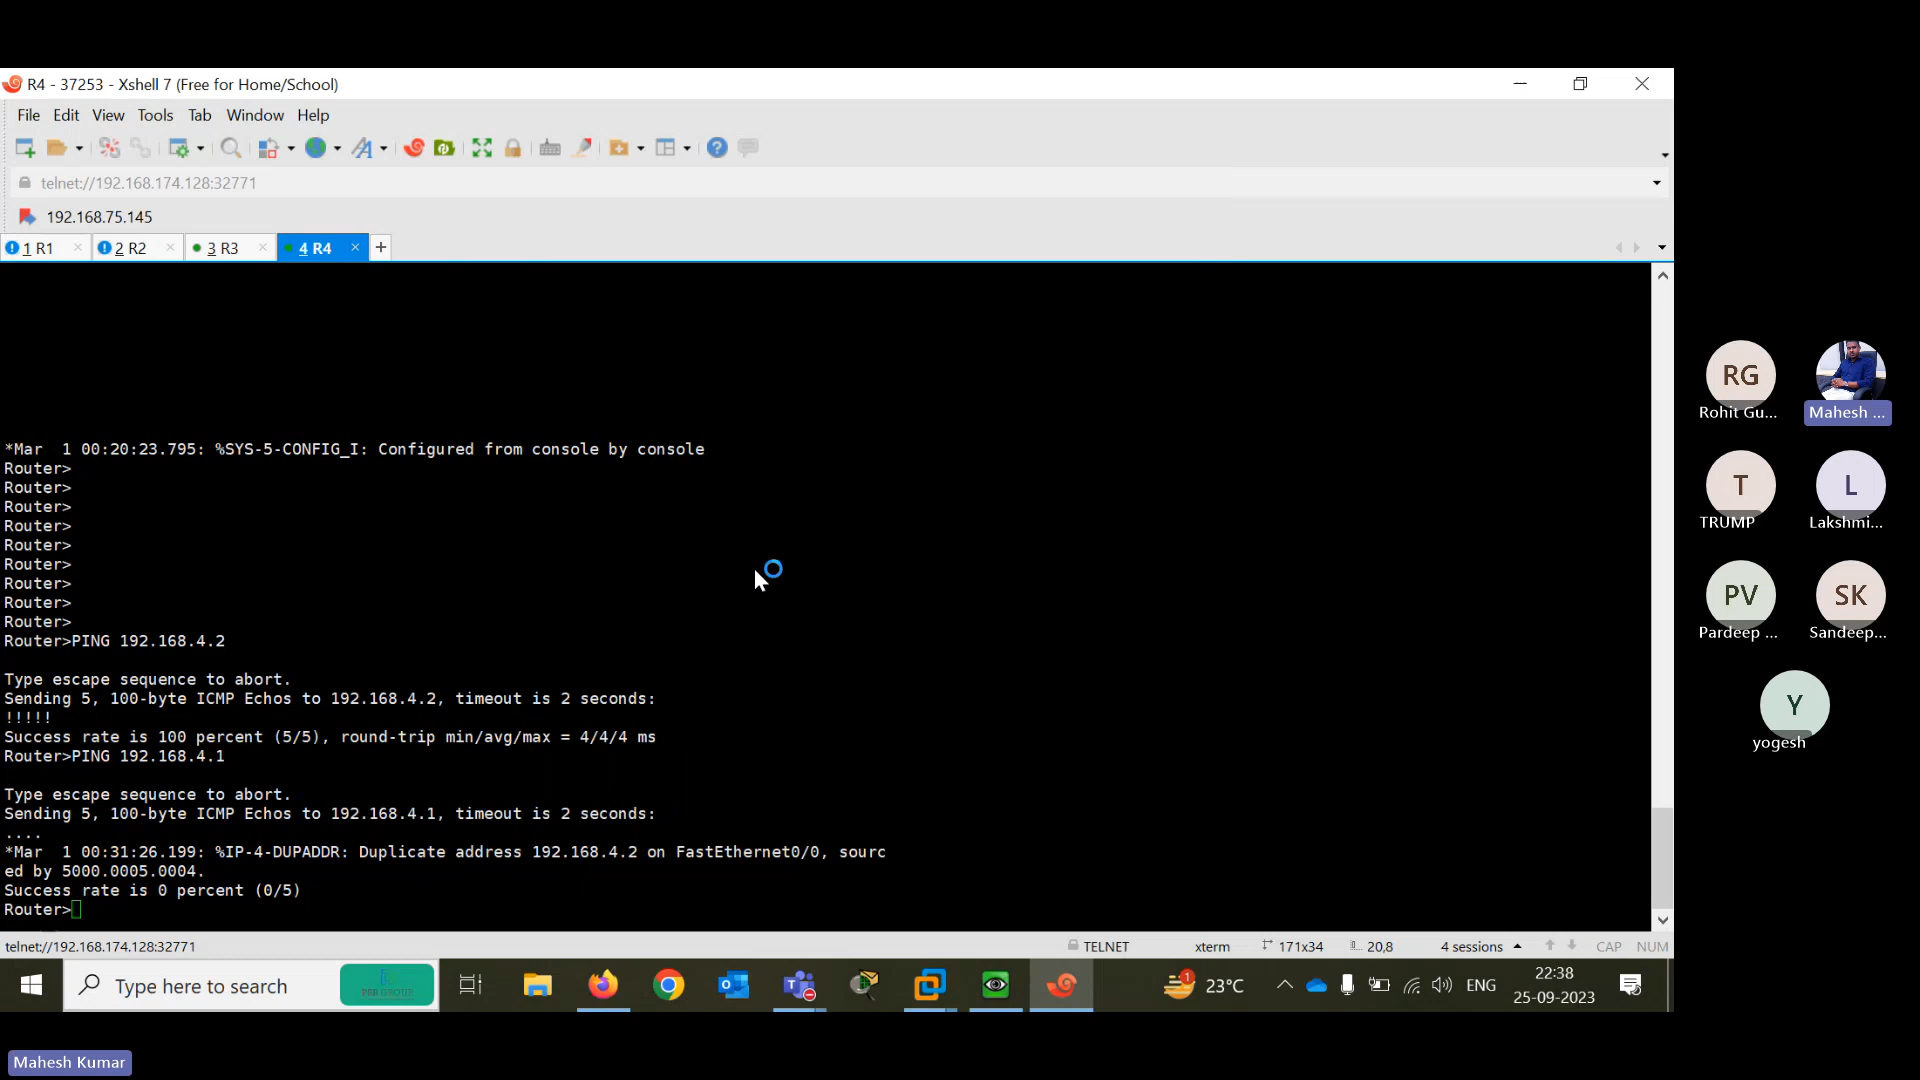 R4 - 37253 - Xshell 7 (Free for Home/School)
File Edit View Tools Tab Window Help
telnet://192.168.174.128:32771
192.168.75.145
1 R1
2 R2
3 R3
4 R4
*Mar  1 00:20:23.795: %SYS-5-CONFIG_I: Configured from console by console
Router>
Router>
Router>
Router>
Router>
Router>
Router>
Router>
Router>
Router>PING 192.168.4.2
Type escape sequence to abort.
Sending 5, 100-byte ICMP Echos to 192.168.4.2, timeout is 2 seconds:
!!!!!
Success rate is 100 percent (5/5), round-trip min/avg/max = 4/4/4 ms
Router>PING 192.168.4.1
Type escape sequence to abort.
Sending 5, 100-byte ICMP Echos to 192.168.4.1, timeout is 2 seconds:
....
*Mar  1 00:31:26.199: %IP-4-DUPADDR: Duplicate address 192.168.4.2 on FastEthernet0/0, sourc
ed by 5000.0005.0004.
Success rate is 0 percent (0/5)
Router>
telnet://192.168.174.128:32771 TELNET xterm 171x34 20,8 4 sessions CAP NUM
Type here to search
1 23°C ENG
22:38
25-09-2023
RG
Rohit Gu...
Mahesh ...
T
TRUMP
L
Lakshmi...
PV
Pardeep ...
SK
Sandeep...
Y
yogesh
Mahesh Kumar